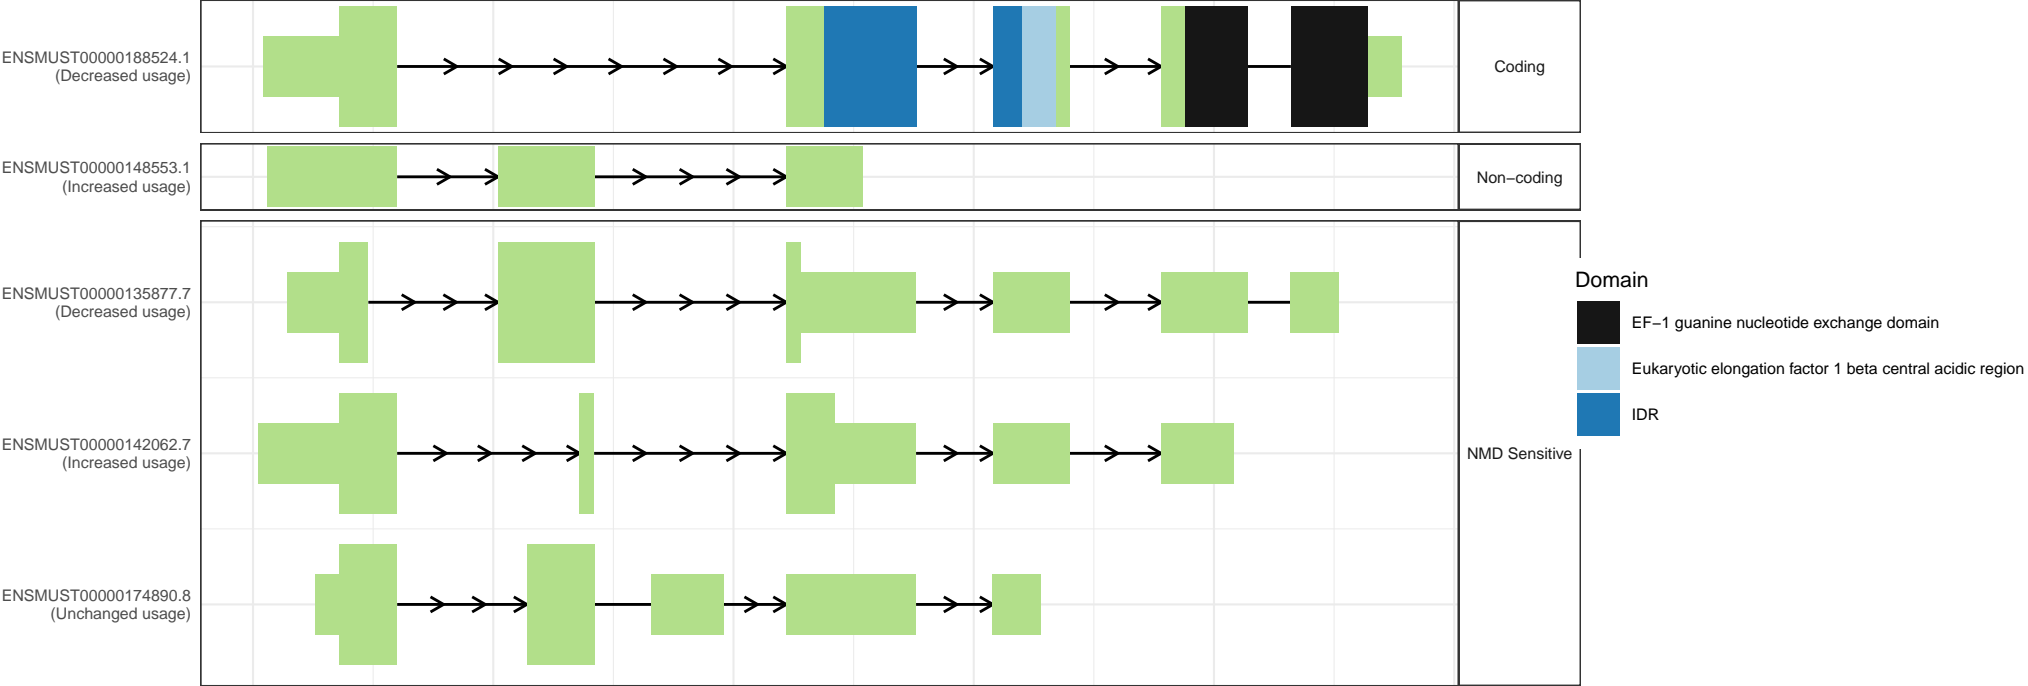 ENSMUST00000188524.1
(Decreased usage)
Coding
ENSMUST00000148553.1
(Increased usage)
Non−coding
ENSMUST00000135877.7
(Decreased usage)
ENSMUST00000142062.7
(Increased usage)
NMD Sensitive
ENSMUST00000174890.8
(Unchanged usage)
Domain
EF−1 guanine nucleotide exchange domain
Eukaryotic elongation factor 1 beta central acidic region
IDR